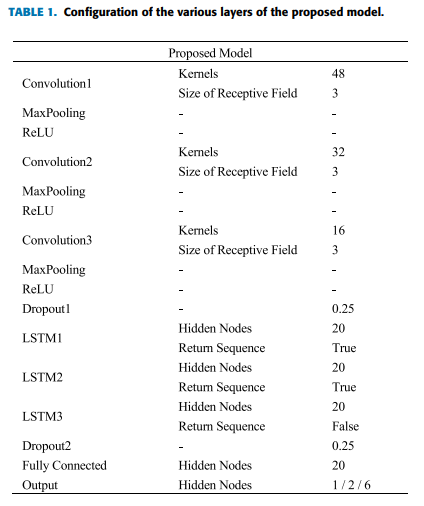 TABLE 1. Configuration of the various layers of the proposed model.
Proposed Model
Convolution1 Kernels 48
Size of Receptive Field 3
MaxPooling - -
ReLU - -
Convolution2 Kernels 32
Size of Receptive Field 3
MaxPooling - -
ReLU - -
Convolution3 Kernels 16
Size of Receptive Field 3
MaxPooling - -
ReLU - -
Dropout1 - 0.25
LSTM1 Hidden Nodes 20
Return Sequence True
LSTM2 Hidden Nodes 20
Return Sequence True
LSTM3 Hidden Nodes 20
Return Sequence False
Dropout2 - 0.25
Fully Connected Hidden Nodes 20
Output Hidden Nodes 1 / 2 / 6